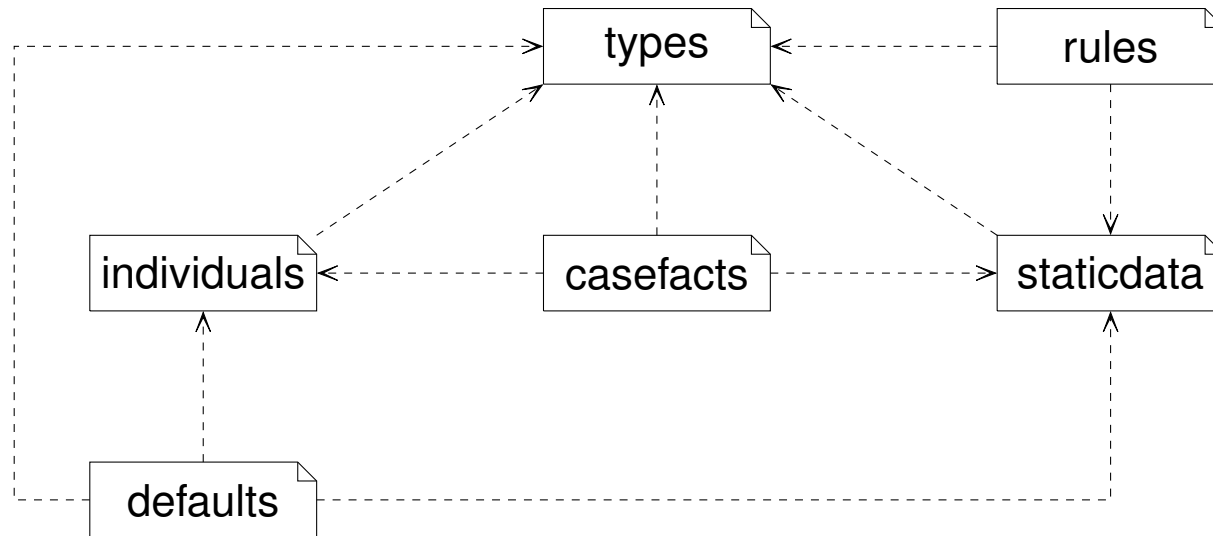 types
rules
individuals
casefacts
staticdata
defaults